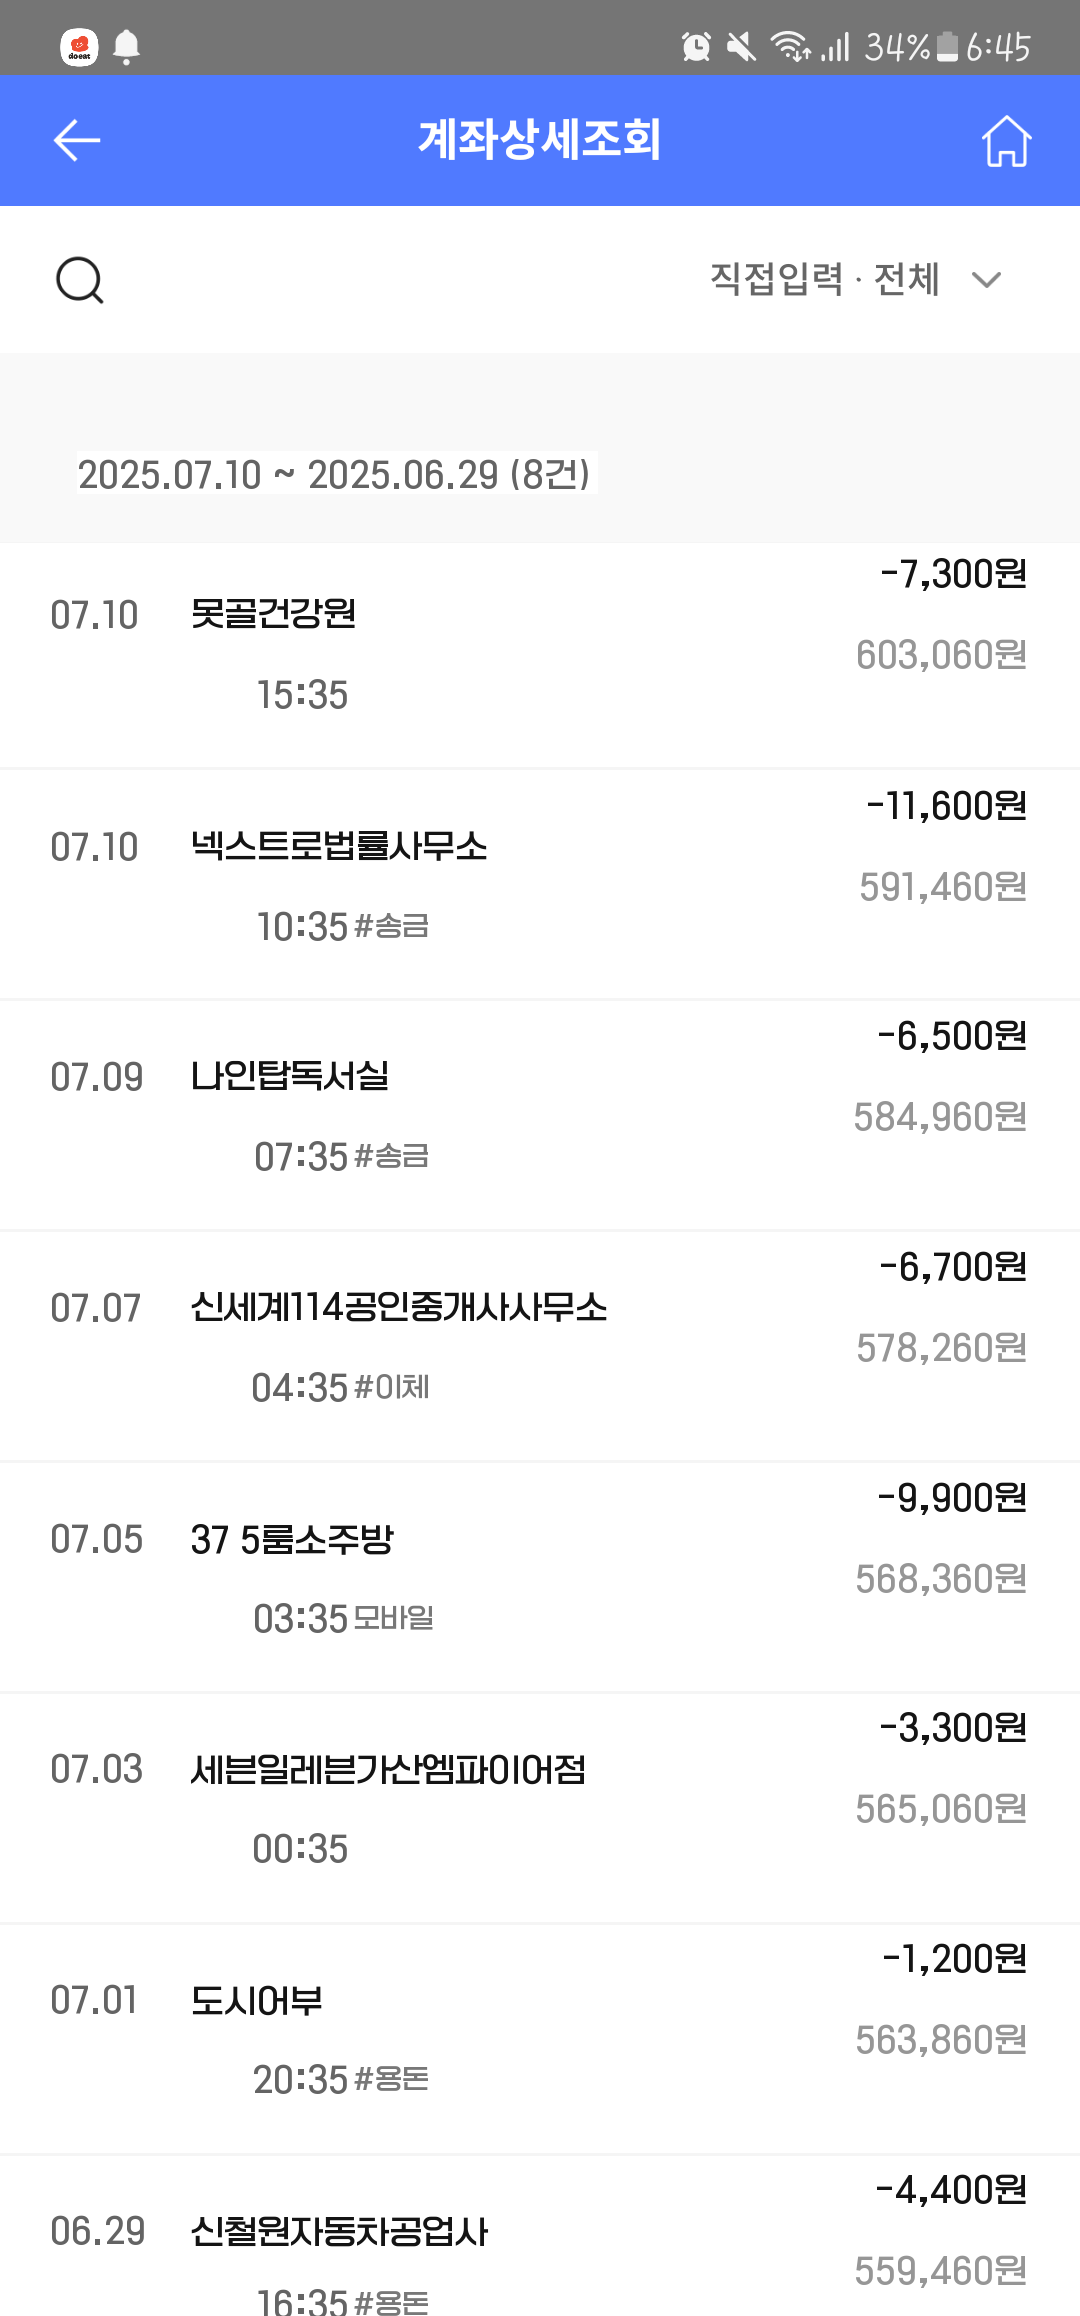 doeat
34% 6:45
계좌상세조회
직접입력 · 전체
2025.07.10 ~ 2025.06.29 (8건)
-7,300원
07.10 못골건강원
603,060원
15:35
-11,600원
07.10 넥스트로법률사무소
591,460원
10:35 #송금
-6,500원
07.09 나인탑독서실
584,960원
07:35 #송금
-6,700원
07.07 신세계114공인중개사사무소
578,260원
04:35 #이체
-9,900원
07.05 37 5룸소주방
568,360원
03:35 모바일
-3,300원
07.03 세븐일레븐가산엠파이어점
565,060원
00:35
-1,200원
07.01 도시어부
563,860원
20:35 #용돈
-4,400원
06.29 신철원자동차공업사
559,460원
16:35 #용돈